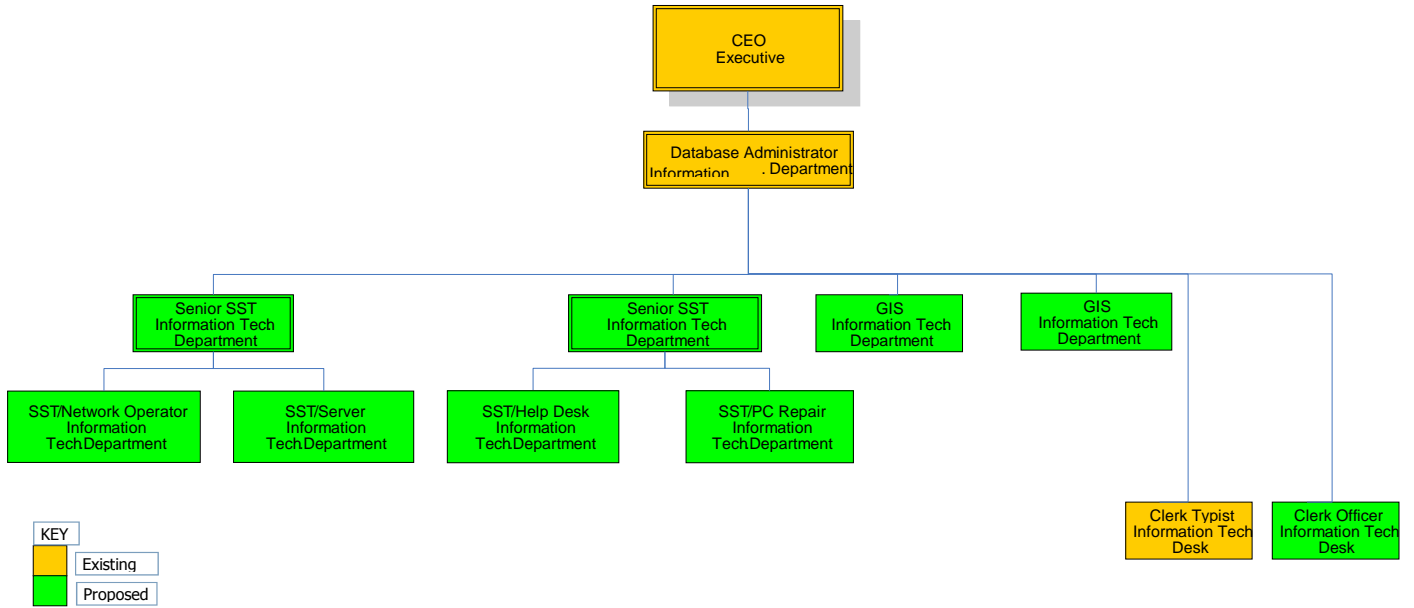 CEO
Executive
Database Administrator
Information . Department
Senior SST
Information Tech
Department
Senior SST
Information Tech
Department
GIS
Information Tech
Department
GIS
Information Tech
Department
SST/Network Operator
Information
Tech.Department
SST/Server
Information
Tech.Department
SST/Help Desk
Information
Tech.Department
SST/PC Repair
Information
Tech.Department
Clerk Typist
Information Tech
Desk
Clerk Officer
Information Tech
Desk
KEY
Existing
Proposed